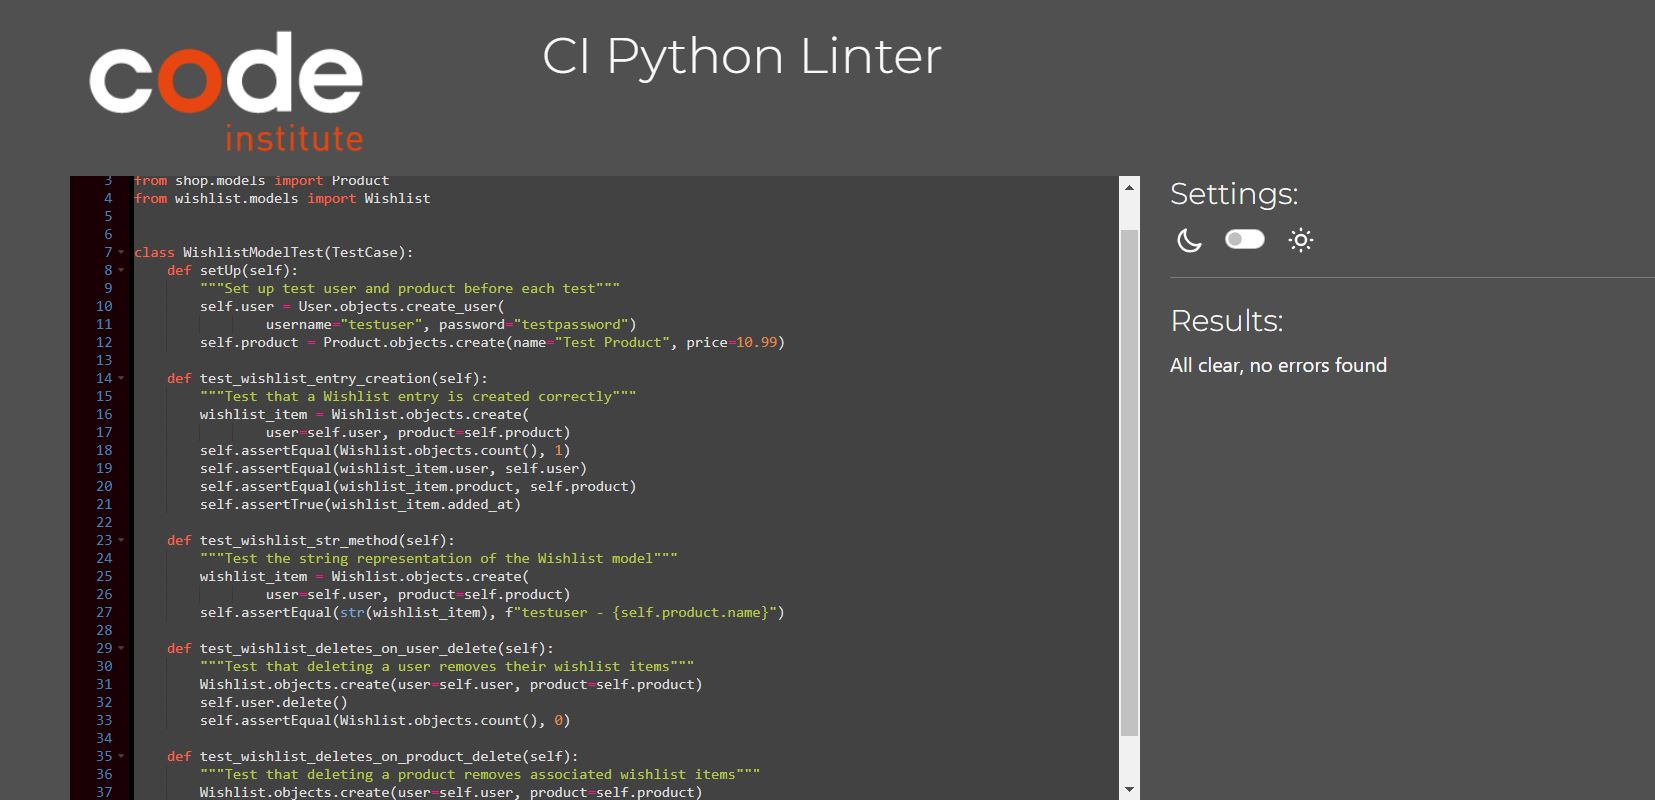 code
institute
CI Python Linter
3 from shop.models import Product
4 from wishlist.models import Wishlist
5
6
7 class WishlistModelTest(TestCase):
8     def setUp(self):
9         """Set up test user and product before each test"""
10         self.user = User.objects.create_user(
11                 username="testuser", password="testpassword")
12         self.product = Product.objects.create(name="Test Product", price=10.99)
13
14     def test_wishlist_entry_creation(self):
15         """Test that a Wishlist entry is created correctly"""
16         wishlist_item = Wishlist.objects.create(
17                 user=self.user, product=self.product)
18         self.assertEqual(Wishlist.objects.count(), 1)
19         self.assertEqual(wishlist_item.user, self.user)
20         self.assertEqual(wishlist_item.product, self.product)
21         self.assertTrue(wishlist_item.added_at)
22
23     def test_wishlist_str_method(self):
24         """Test the string representation of the Wishlist model"""
25         wishlist_item = Wishlist.objects.create(
26                 user=self.user, product=self.product)
27         self.assertEqual(str(wishlist_item), f"testuser - {self.product.name}")
28
29     def test_wishlist_deletes_on_user_delete(self):
30         """Test that deleting a user removes their wishlist items"""
31         Wishlist.objects.create(user=self.user, product=self.product)
32         self.user.delete()
33         self.assertEqual(Wishlist.objects.count(), 0)
34
35     def test_wishlist_deletes_on_product_delete(self):
36         """Test that deleting a product removes associated wishlist items"""
37         Wishlist.objects.create(user=self.user, product=self.product)
Settings:
Results:
All clear, no errors found